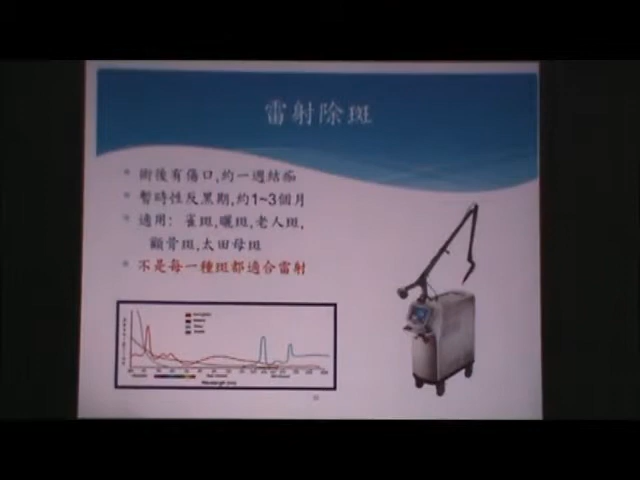 雷射除斑
術後有傷口,約一週結痂
暫時性反黑期,約1~3個月
適用: 雀斑,曬斑,老人斑,
顴骨斑,太田母斑
不是每一種斑都適合雷射